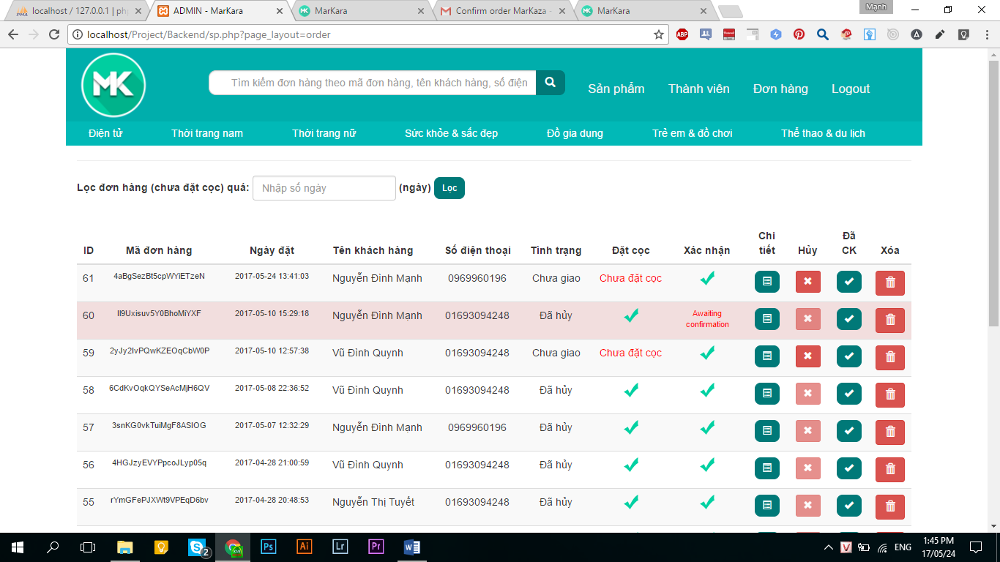 localhost / 127.0.0.1 | ph
ADMIN - MarKara
MarKara
Confirm order MarKaza -
MarKara
Mạnh
localhost/Project/Backend/sp.php?page_layout=order
MK
Tìm kiếm đơn hàng theo mã đơn hàng, tên khách hàng, số điện
Sản phẩm
Thành viên
Đơn hàng
Logout
Điện tử
Thời trang nam
Thời trang nữ
Sức khỏe & sắc đẹp
Đồ gia dụng
Trẻ em & đồ chơi
Thể thao & du lịch
Lọc đơn hàng (chưa đặt cọc) quá: Nhập số ngày (ngày) Lọc
ID Mã đơn hàng Ngày đặt Tên khách hàng Số điện thoại Tình trạng Đặt cọc Xác nhận Chi tiết Hủy Đã CK Xóa
61 4aBgSezBt5cpWYiETzeN 2017-05-24 13:41:03 Nguyễn Đình Mạnh 0969960196 Chưa giao Chưa đặt cọc
60 Il9Uxisuv5Y0BhoMiYXF 2017-05-10 15:29:18 Nguyễn Đình Mạnh 01693094248 Đã hủy Awaiting confirmation
59 2yJy2IvPQwKZEOqCbW0P 2017-05-10 12:57:38 Vũ Đình Quynh 01693094248 Chưa giao Chưa đặt cọc
58 6CdKvOqkQYSeAcMjH6QV 2017-05-08 22:36:52 Vũ Đình Quynh 01693094248 Đã hủy
57 3snKG0vkTuiMgF8ASIOG 2017-05-07 12:32:29 Nguyễn Đình Mạnh 0969960196 Đã hủy
56 4HGJzyEVYPpcoJLyp05q 2017-04-28 21:00:59 Vũ Đình Quynh 01693094248 Đã hủy
55 rYmGFePJXWt9VPEqD6bv 2017-04-28 20:48:53 Nguyễn Thị Tuyết 01693094248 Đã hủy
2
Ps
Ai
Lr
Pr
ENG
1:45 PM
17/05/24